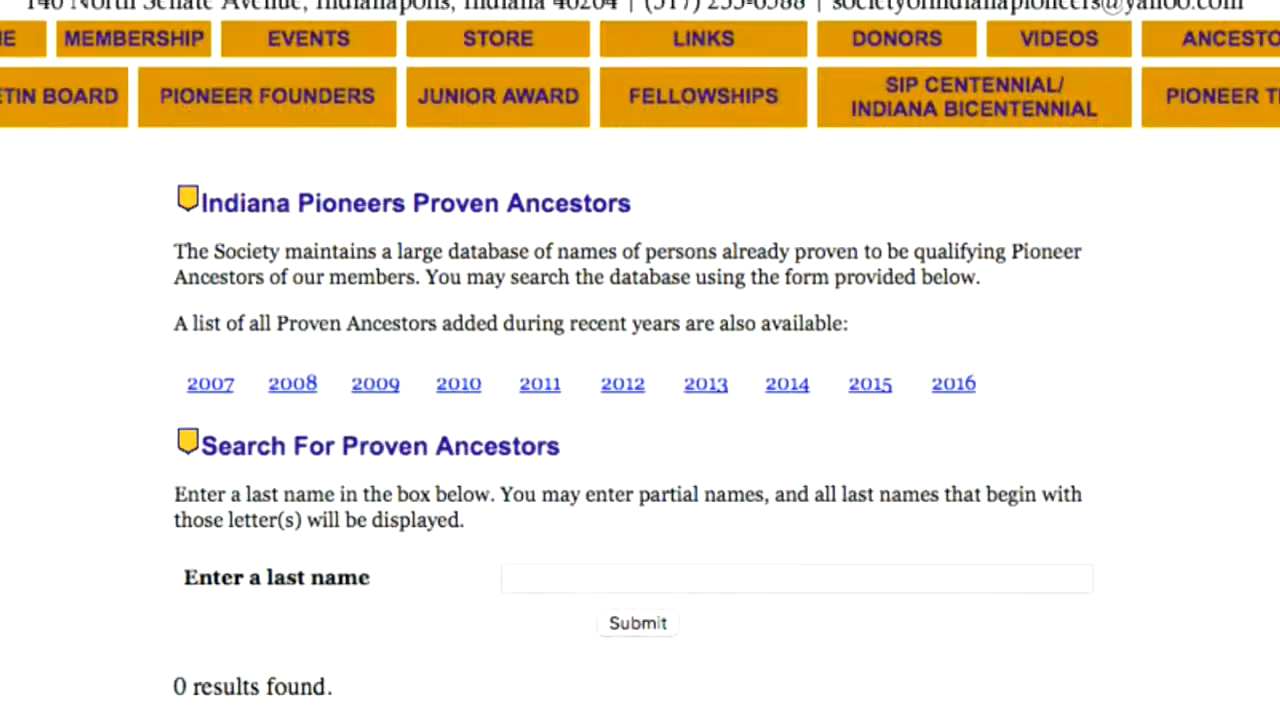 140 North Senate Avenue, Indianapolis, Indiana 46204 | (317) 233-6588 | societyofindianapioneers@yahoo.com
MEMBERSHIP EVENTS STORE LINKS DONORS VIDEOS ANCESTO
TIN BOARD PIONEER FOUNDERS JUNIOR AWARD FELLOWSHIPS SIP CENTENNIAL/
INDIANA BICENTENNIAL PIONEER T
Indiana Pioneers Proven Ancestors
The Society maintains a large database of names of persons already proven to be qualifying Pioneer
Ancestors of our members. You may search the database using the form provided below.
A list of all Proven Ancestors added during recent years are also available:
2007 2008 2009 2010 2011 2012 2013 2014 2015 2016
Search For Proven Ancestors
Enter a last name in the box below. You may enter partial names, and all last names that begin with
those letter(s) will be displayed.
Enter a last name
Submit
0 results found.